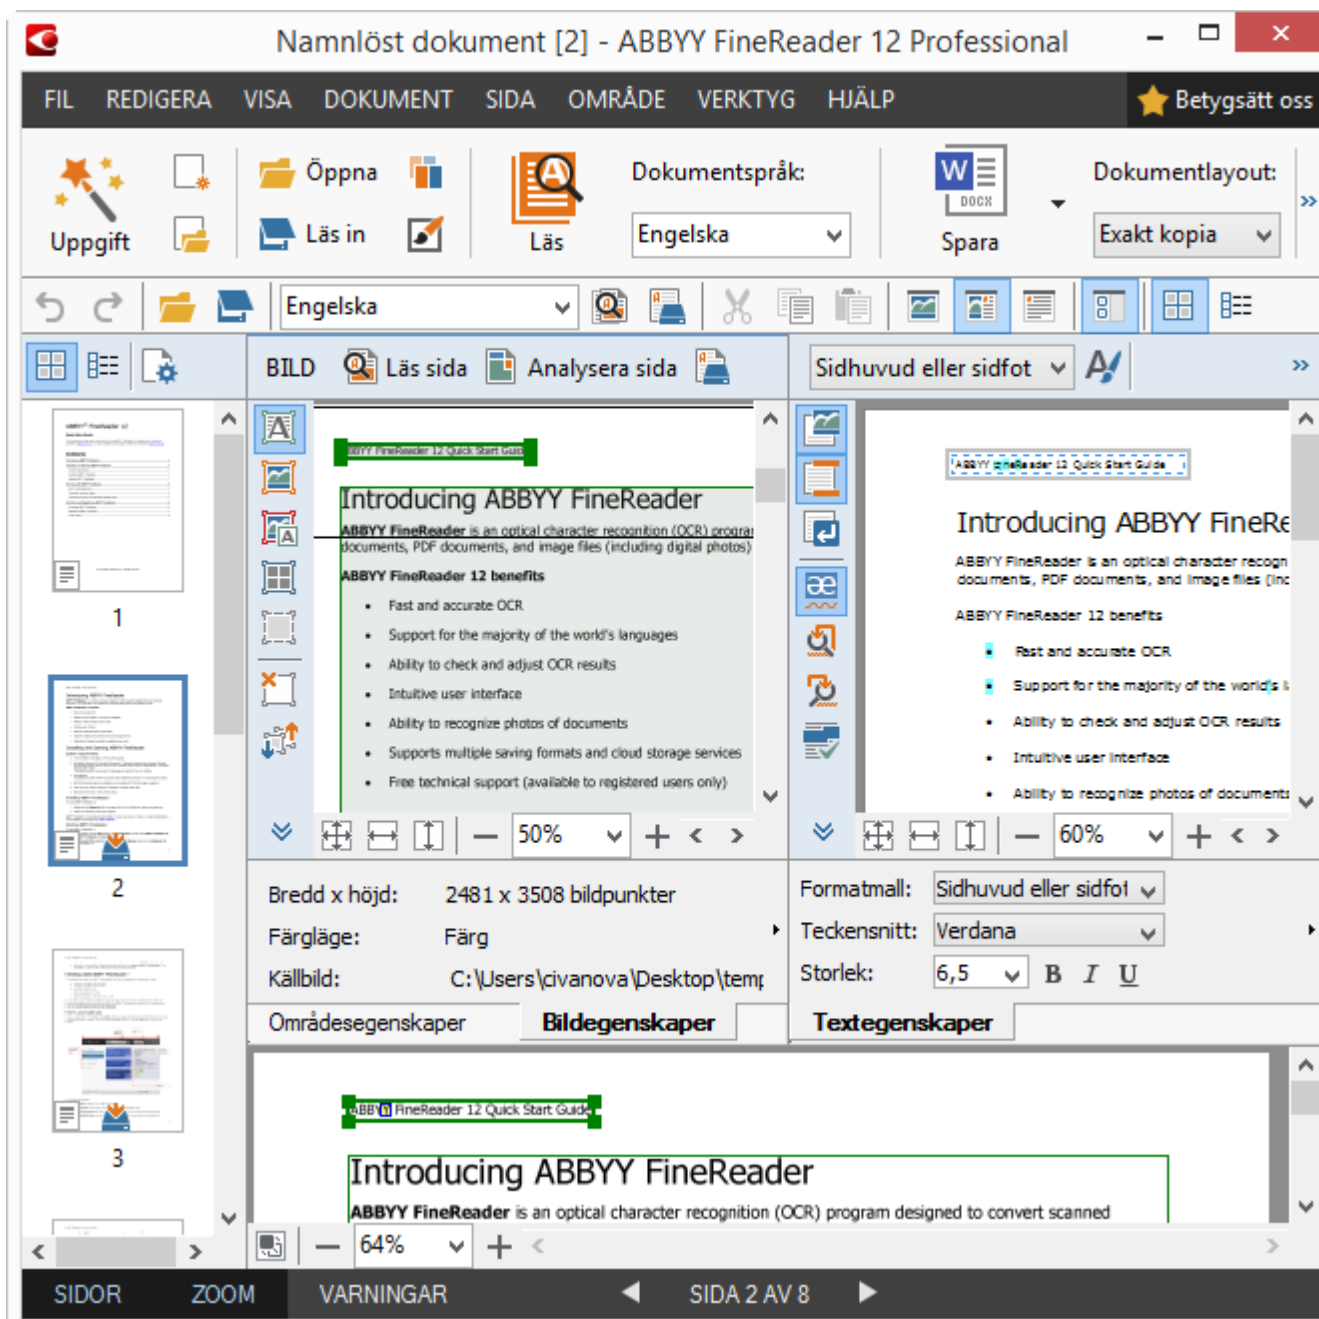 Namnlöst dokument [2] - ABBYY FineReader 12 Professional
FIL REDIGERA VISA DOKUMENT SIDA OMRÅDE VERKTYG HJÄLP Betygsätt oss
Uppgift
Öppna
Läs in
Läs
Dokumentspråk:
Engelska
W
DOCX
Spara
Dokumentlayout:
Exakt kopia
Engelska
BILD Läs sida Analysera sida
Sidhuvud eller sidfot
1
2
3
ABBYY FineReader 12 Quick Start Guid
Introducing ABBYY FineReader
ABBYY FineReader is an optical character recognition (OCR) progra
documents, PDF documents, and image files (including digital photos)
ABBYY FineReader 12 benefits
• Fast and accurate OCR
• Support for the majority of the world's languages
• Ability to check and adjust OCR results
• Intuitive user interface
• Ability to recognize photos of documents
• Supports multiple saving formats and cloud storage services
• Free technical support (available to registered users only)
50%
ABBYY FineReader 12 Quick Start Guide
Introducing ABBYY FineRe
ABBYY FineReader is an optical character recogn
documents, PDF documents, and image files (inc
ABBYY FineReader 12 benefits
• Fast and accurate OCR
• Support for the majority of the world's l
• Ability to check and adjust OCR results
• Intuitive user interface
• Ability to recognize photos of documents
60%
Bredd x höjd: 2481 x 3508 bildpunkter
Färgläge: Färg
Källbild: C:\Users\civanova\Desktop\temp
Områdesegenskaper Bildegenskaper
Formatmall: Sidhuvud eller sidfot
Teckensnitt: Verdana
Storlek: 6,5 B I U
Textegenskaper
ABBYY FineReader 12 Quick Start Guide
Introducing ABBYY FineReader
ABBYY FineReader is an optical character recognition (OCR) program designed to convert scanned
64%
SIDOR ZOOM VARNINGAR SIDA 2 AV 8